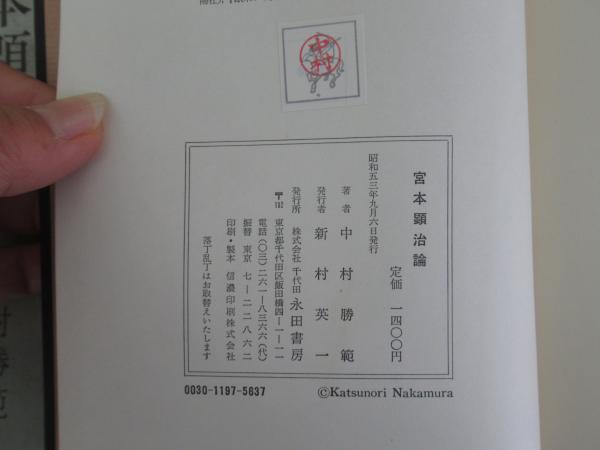 中村
宮本顕治論
定価 一四〇〇円
昭和五三年九月六日発行
著者 中村勝範
発行者 新村英一
発行所 株式会社 千代田 永田書房
〒102 東京都千代田区飯田橋四―一―一一
電話(〇三)二六一―八三六六(代)
振替 東京 七―二二八六二
印刷・製本 信濃印刷株式会社
落丁乱丁はお取替えいたします
0030-1197-5637
©Katsunori Nakamura